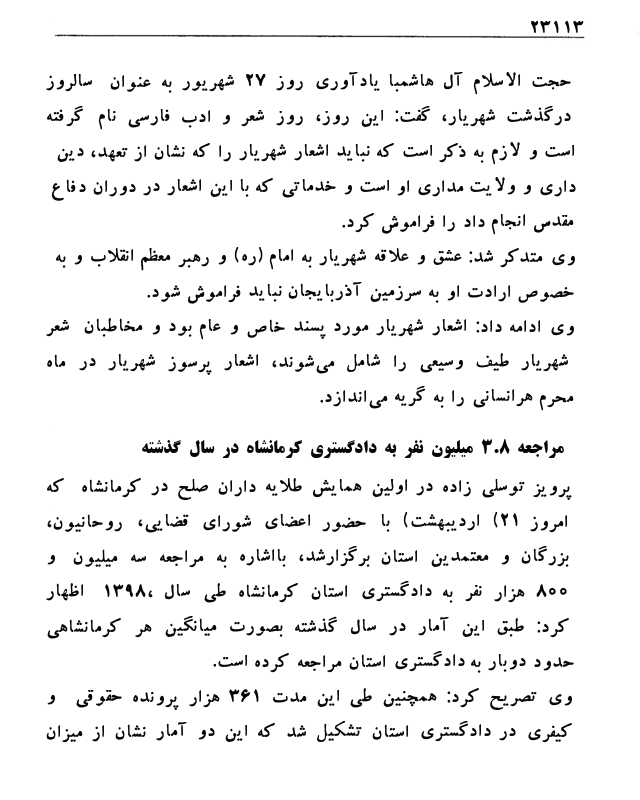 ۲۳۱۱۳
حجت الاسلام آل هاشمبا یادآوری روز ۲۷ شهریور به عنوان سالروز
درگذشت شهریار، گفت: این روز، روز شعر و ادب فارسی نام گرفته
است و لازم به ذکر است که نباید اشعار شهریار را که نشان از تعهد، دین
داری و ولایت مداری او است و خدماتی که با این اشعار در دوران دفاع
مقدس انجام داد را فراموش کرد.
وی متدکر شد: عشق و علاقه شهریار به امام (ره) و رهبر معظم انقلاب و به
خصوص ارادت او به سرزمین آذربایجان نباید فراموش شود.
وی ادامه داد: اشعار شهریار مورد پسند خاص و عام بود و مخاطبان شعر
شهریار طیف وسیعی را شامل می‌شوند، اشعار پرسوز شهریار در ماه
محرم هرانسانی را به گریه می‌اندازد.
مراجعه ۳.۸ میلیون نفر به دادگستری کرمانشاه در سال گذشته
پرویز توسلی زاده در اولین همایش طلایه داران صلح در کرمانشاه که
امروز ۲۱) اردیبهشت) با حضور اعضای شورای قضایی، روحانیون،
بزرگان و معتمدین استان برگزارشد، بااشاره به مراجعه سه میلیون و
۸۰۰ هزار نفر به دادگستری استان کرمانشاه طی سال ،۱۳۹۸ اظهار
کرد: طبق این آمار در سال گذشته بصورت میانگین هر کرمانشاهی
حدود دوبار به دادگستری استان مراجعه کرده است.
وی تصریح کرد: همچنین طی این مدت ۳۶۱ هزار پرونده حقوقی و
کیفری در دادگستری استان تشکیل شد که این دو آمار نشان از میزان